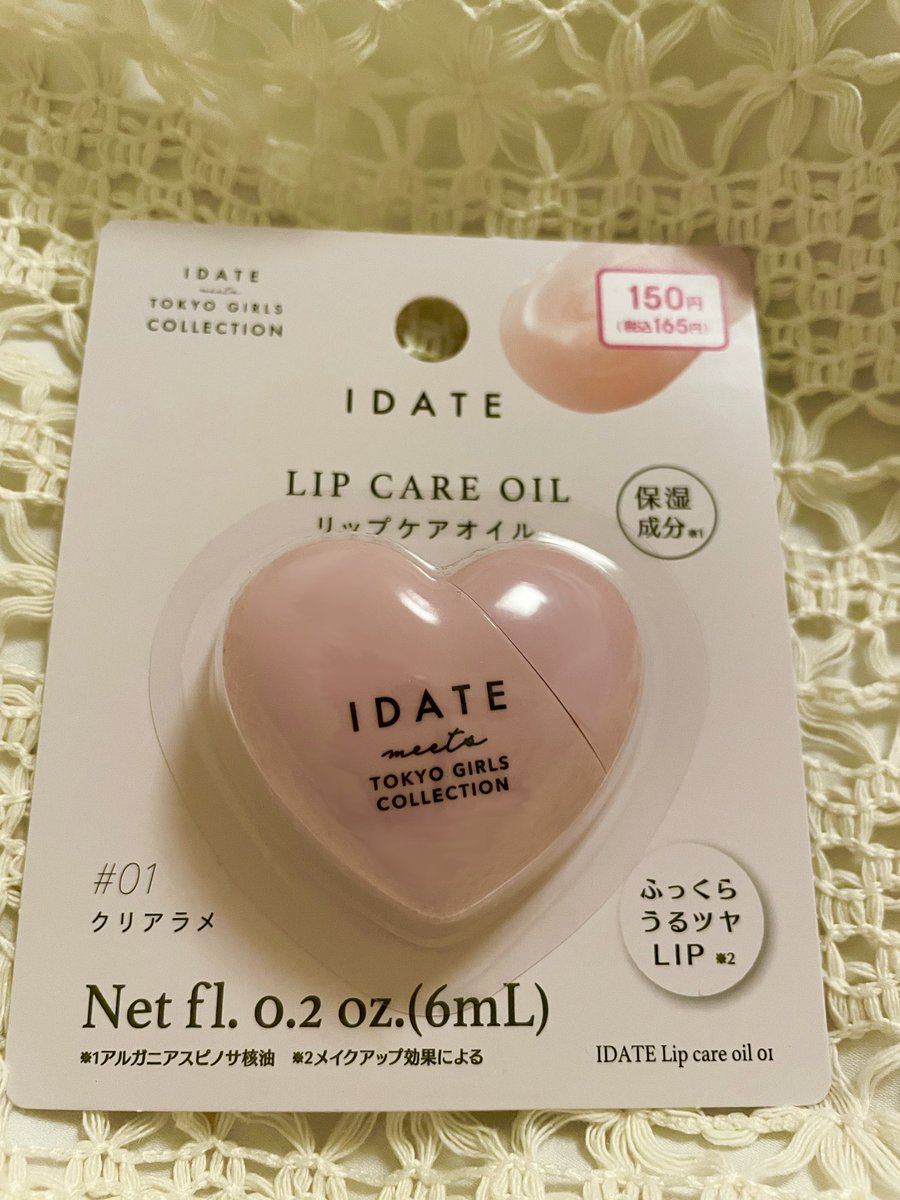 IDATE
meets
TOKYO GIRLS
COLLECTION
150円
(税込165円)
IDATE
LIP CARE OIL
リップケアオイル
保湿
成分※1
IDATE
meets
TOKYO GIRLS
COLLECTION
#01
クリアラメ
ふっくら
うるツヤ
LIP ※2
Net fl. 0.2 oz.(6mL)
※1アルガニアスピノサ核油 ※2メイクアップ効果による
IDATE Lip care oil 01